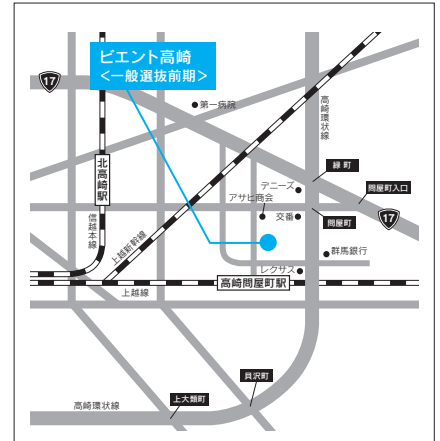 ビエント高崎
<一般選抜前期>
17
第一病院
高崎環状線
緑町
北高崎駅
デニーズ
問屋町入口
アサヒ商会
交番
17
問屋町
信越本線
上越新幹線
群馬銀行
レクサス
高崎問屋町駅
上越線
貝沢町
上大類町
高崎環状線